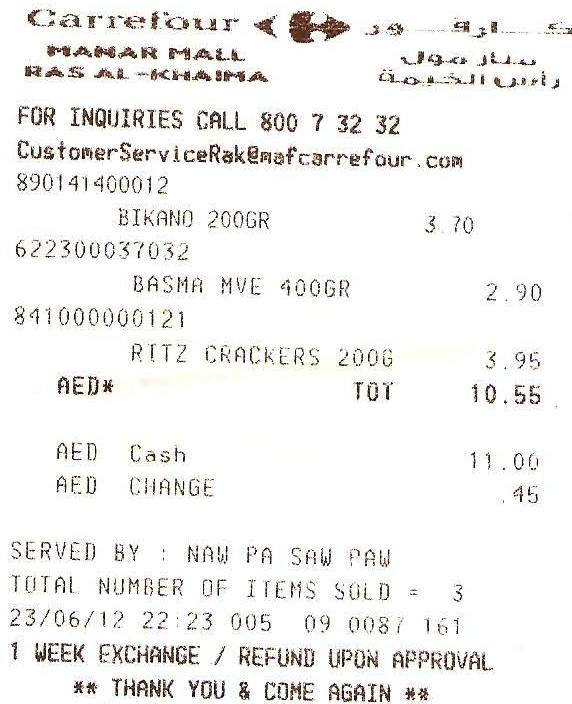 Carrefour كارفور
MANAR MALL منار مول
RAS AL-KHAIMA رأس الخيمة
FOR INQUIRIES CALL 800 7 32 32
CustomerServiceRak@mafcarrefour.com
890141400012
BIKANO 200GR 3.70
622300037032
BASMA MVE 400GR 2.90
841000000121
RITZ CRACKERS 200G 3.95
AED* TOT 10.55
AED Cash 11.00
AED CHANGE .45
SERVED BY : NAW PA SAW PAW
TOTAL NUMBER OF ITEMS SOLD = 3
23/06/12 22:23 005 09 0087 161
1 WEEK EXCHANGE / REFUND UPON APPROVAL
** THANK YOU & COME AGAIN **